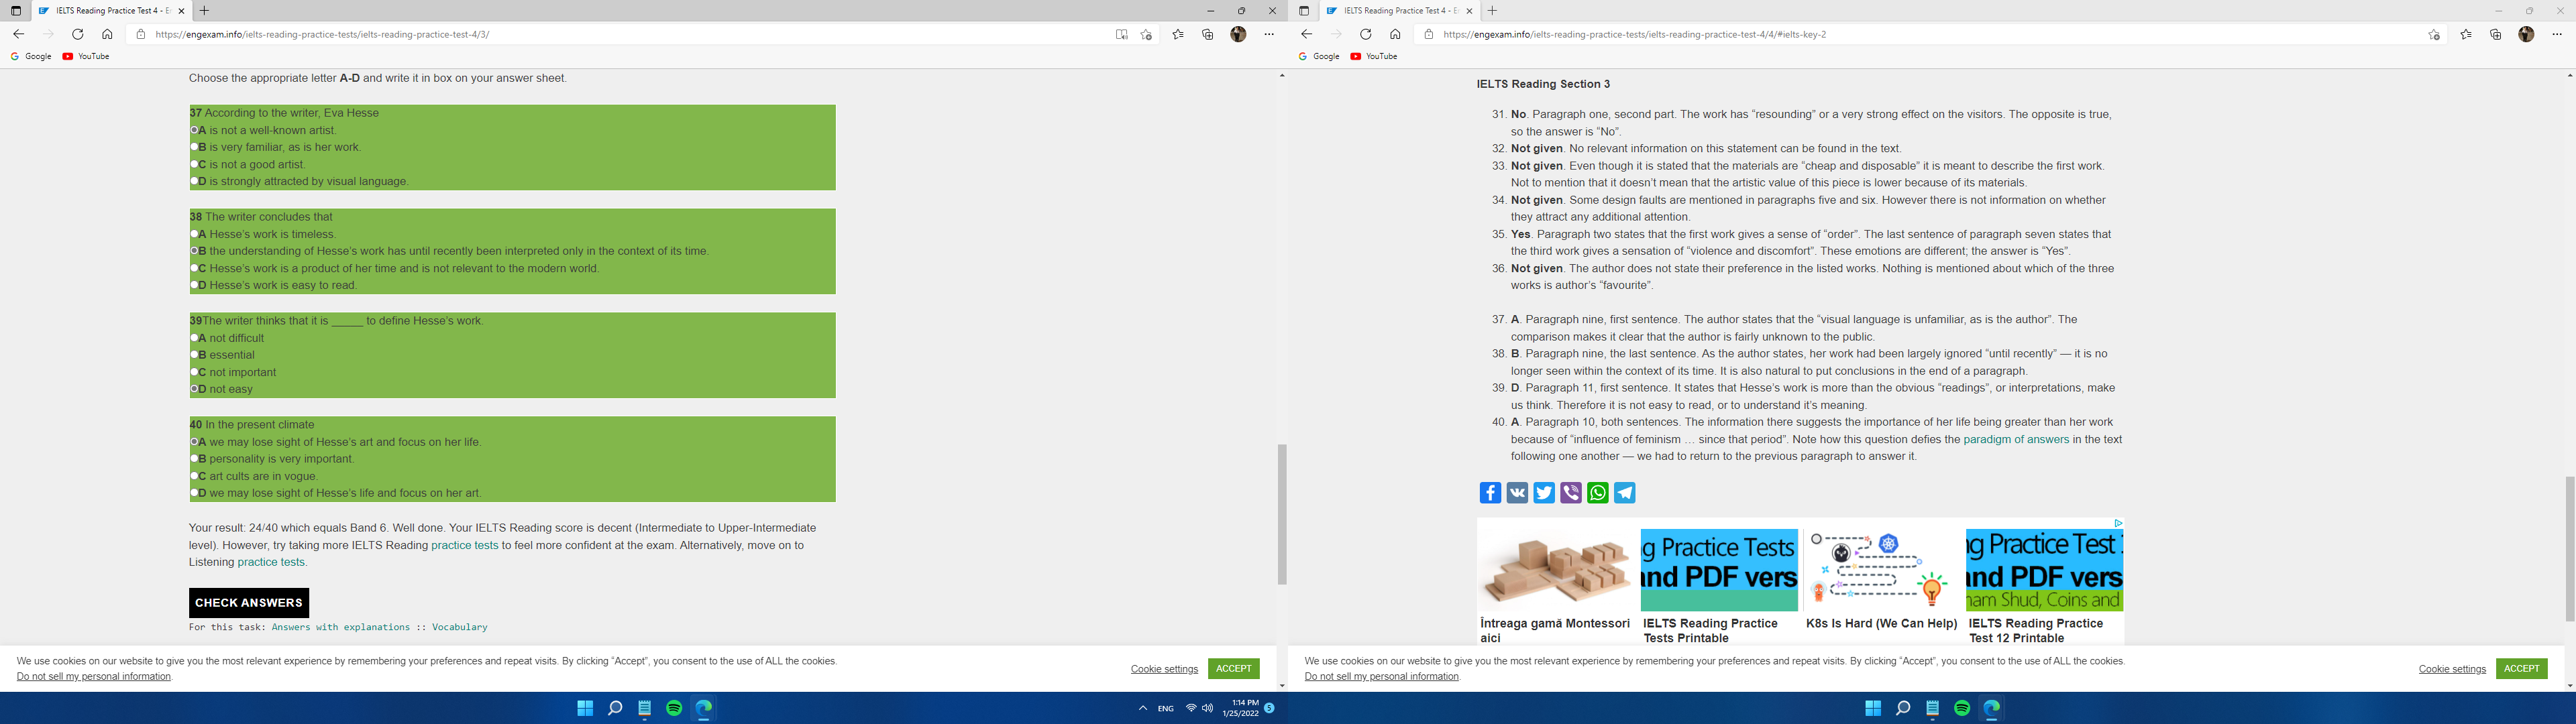 IELTS Reading Practice Test 4 - E
https://engexam.info/ielts-reading-practice-tests/ielts-reading-practice-test-4/3/
Google YouTube
Choose the appropriate letter A-D and write it in box on your answer sheet.
37 According to the writer, Eva Hesse
A is not a well-known artist.
B is very familiar, as is her work.
C is not a good artist.
D is strongly attracted by visual language.
38 The writer concludes that
A Hesse's work is timeless.
B the understanding of Hesse's work has until recently been interpreted only in the context of its time.
C Hesse's work is a product of her time and is not relevant to the modern world.
D Hesse's work is easy to read.
39The writer thinks that it is _____ to define Hesse's work.
A not difficult
B essential
C not important
D not easy
40 In the present climate
A we may lose sight of Hesse's art and focus on her life.
B personality is very important.
C art cults are in vogue.
D we may lose sight of Hesse's life and focus on her art.
Your result: 24/40 which equals Band 6. Well done. Your IELTS Reading score is decent (Intermediate to Upper-Intermediate
level). However, try taking more IELTS Reading practice tests to feel more confident at the exam. Alternatively, move on to
Listening practice tests.
CHECK ANSWERS
For this task: Answers with explanations :: Vocabulary
We use cookies on our website to give you the most relevant experience by remembering your preferences and repeat visits. By clicking "Accept", you consent to the use of ALL the cookies.
Do not sell my personal information.
Cookie settings ACCEPT
ENG 1:14 PM
1/25/2022 5
IELTS Reading Practice Test 4 - E
https://engexam.info/ielts-reading-practice-tests/ielts-reading-practice-test-4/4/#ielts-key-2
Google YouTube
IELTS Reading Section 3
31. No. Paragraph one, second part. The work has "resounding" or a very strong effect on the visitors. The opposite is true,
so the answer is "No".
32. Not given. No relevant information on this statement can be found in the text.
33. Not given. Even though it is stated that the materials are "cheap and disposable" it is meant to describe the first work.
Not to mention that it doesn't mean that the artistic value of this piece is lower because of its materials.
34. Not given. Some design faults are mentioned in paragraphs five and six. However there is not information on whether
they attract any additional attention.
35. Yes. Paragraph two states that the first work gives a sense of "order". The last sentence of paragraph seven states that
the third work gives a sensation of "violence and discomfort". These emotions are different; the answer is "Yes".
36. Not given. The author does not state their preference in the listed works. Nothing is mentioned about which of the three
works is author's "favourite".
37. A. Paragraph nine, first sentence. The author states that the "visual language is unfamiliar, as is the author". The
comparison makes it clear that the author is fairly unknown to the public.
38. B. Paragraph nine, the last sentence. As the author states, her work had been largely ignored "until recently" — it is no
longer seen within the context of its time. It is also natural to put conclusions in the end of a paragraph.
39. D. Paragraph 11, first sentence. It states that Hesse's work is more than the obvious "readings", or interpretations, make
us think. Therefore it is not easy to read, or to understand it's meaning.
40. A. Paragraph 10, both sentences. The information there suggests the importance of her life being greater than her work
because of "influence of feminism … since that period". Note how this question defies the paradigm of answers in the text
following one another — we had to return to the previous paragraph to answer it.
g Practice Tests
and PDF vers
ng Practice Test
and PDF vers
ham Shud, Coins and
Întreaga gamă Montessori
aici
IELTS Reading Practice
Tests Printable
K8s Is Hard (We Can Help)
IELTS Reading Practice
Test 12 Printable
We use cookies on our website to give you the most relevant experience by remembering your preferences and repeat visits. By clicking "Accept", you consent to the use of ALL the cookies.
Do not sell my personal information.
Cookie settings ACCEPT